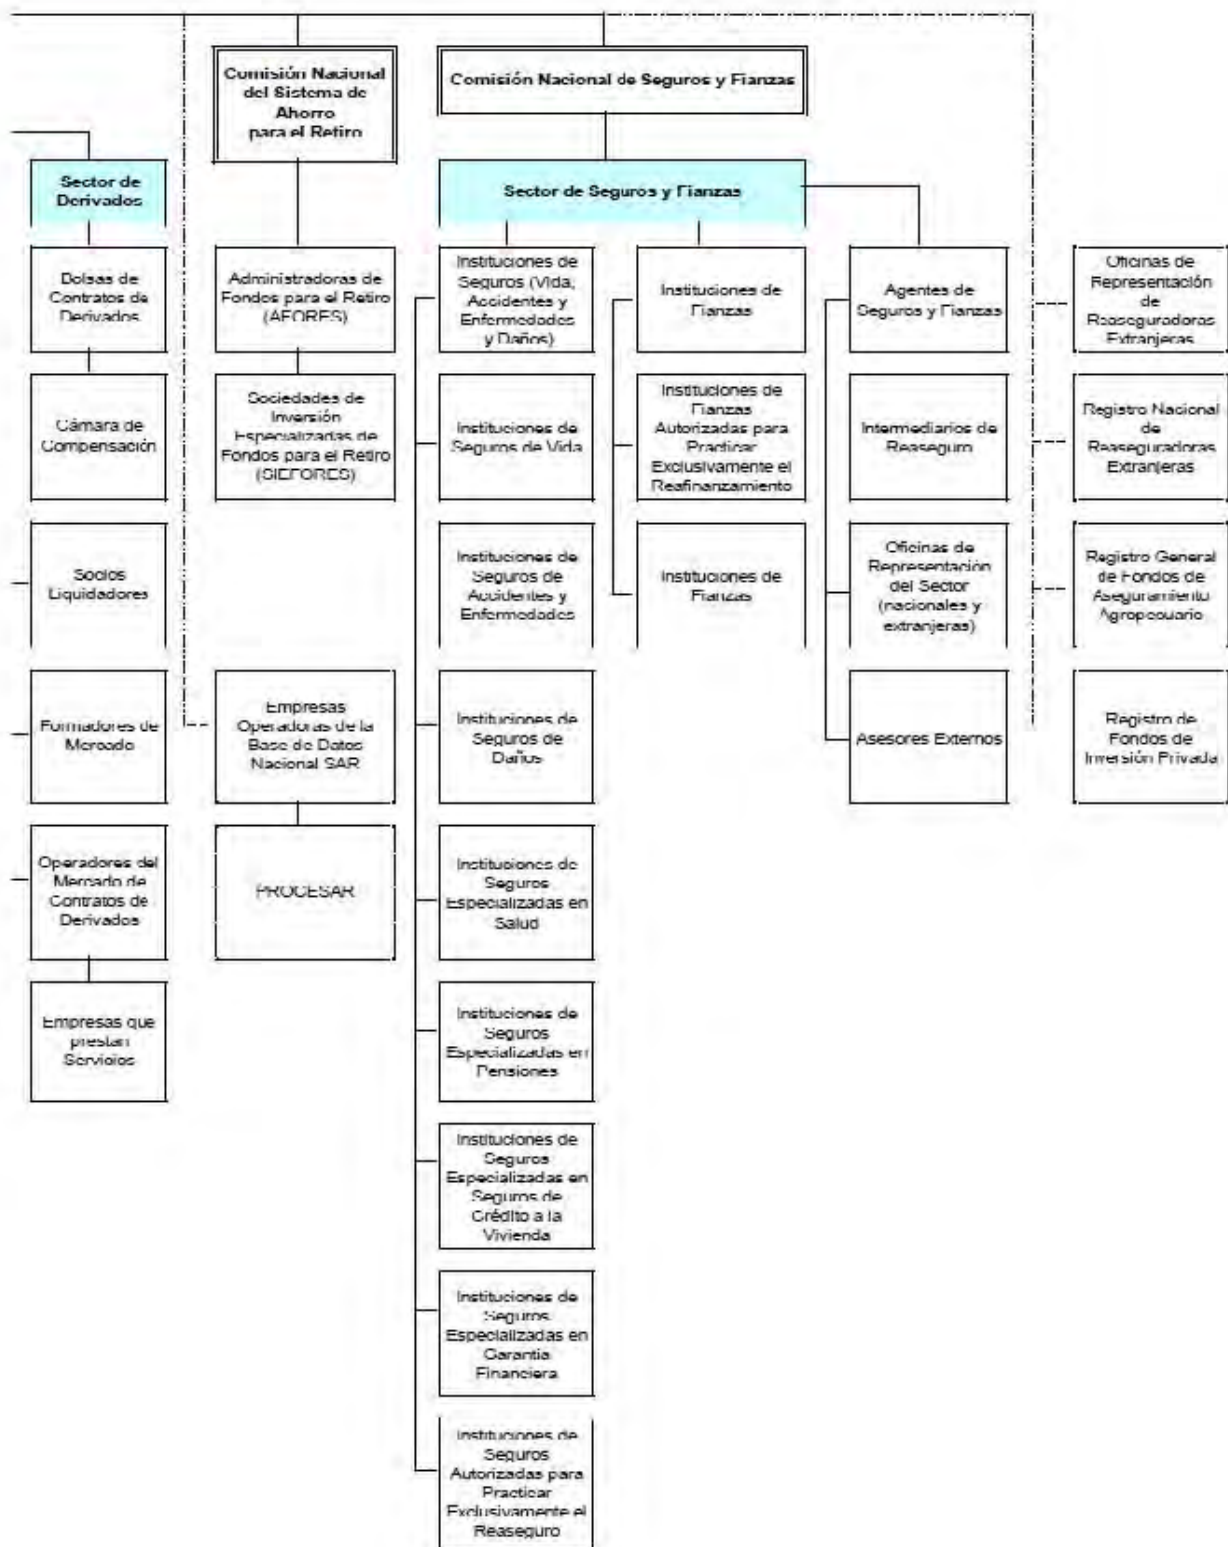 Comisión Nacional
del Sistema de
Ahorro
para el Retiro
Comisión Nacional de Seguros y Fianzas
Sector de
Derivados
Sector de Seguros y Fianzas
Bolsas de
Contratos de
Derivados
Cámara de
Compensación
Socios
Liquidadores
Formadores de
Mercado
Operadores del
Mercado de
Contratos de
Derivados
Empresas que
prestan
Servicios
Administradoras de
Fondos para el Retiro
(AFORES)
Sociedades de
Inversión
Especializadas de
Fondos para el Retiro
(SIEFORES)
Empresas
Operadoras de la
Base de Datos
Nacional SAR
PROCESAR
Instituciones de
Seguros (Vida,
Accidentes y
Enfermedades
y Daños)
Instituciones de
Seguros de Vida
Instituciones de
Seguros de
Accidentes y
Enfermedades
Instituciones de
Seguros de
Daños
Instituciones de
Seguros
Especializadas en
Salud
Instituciones de
Seguros
Especializadas en
Pensiones
Instituciones de
Seguros
Especializadas en
Seguros de
Crédito a la
Vivienda
Instituciones de
Seguros
Especializadas en
Garantía
Financiera
Instituciones de
Seguros
Autorizadas para
Practicar
Exclusivamente el
Reaseguro
Instituciones de
Fianzas
Instituciones de
Fianzas
Autorizadas para
Practicar
Exclusivamente el
Reafinanzamiento
Instituciones de
Fianzas
Agentes de
Seguros y Fianzas
Intermediarios de
Reaseguro
Oficinas de
Representación
del Sector
(nacionales y
extranjeras)
Asesores Externos
Oficinas de
Representación
de
Reaseguradoras
Extranjeras
Registro Nacional
de
Reaseguradoras
Extranjeras
Registro General
de Fondos de
Aseguramiento
Agropecuario
Registro de
Fondos de
Inversión Privada